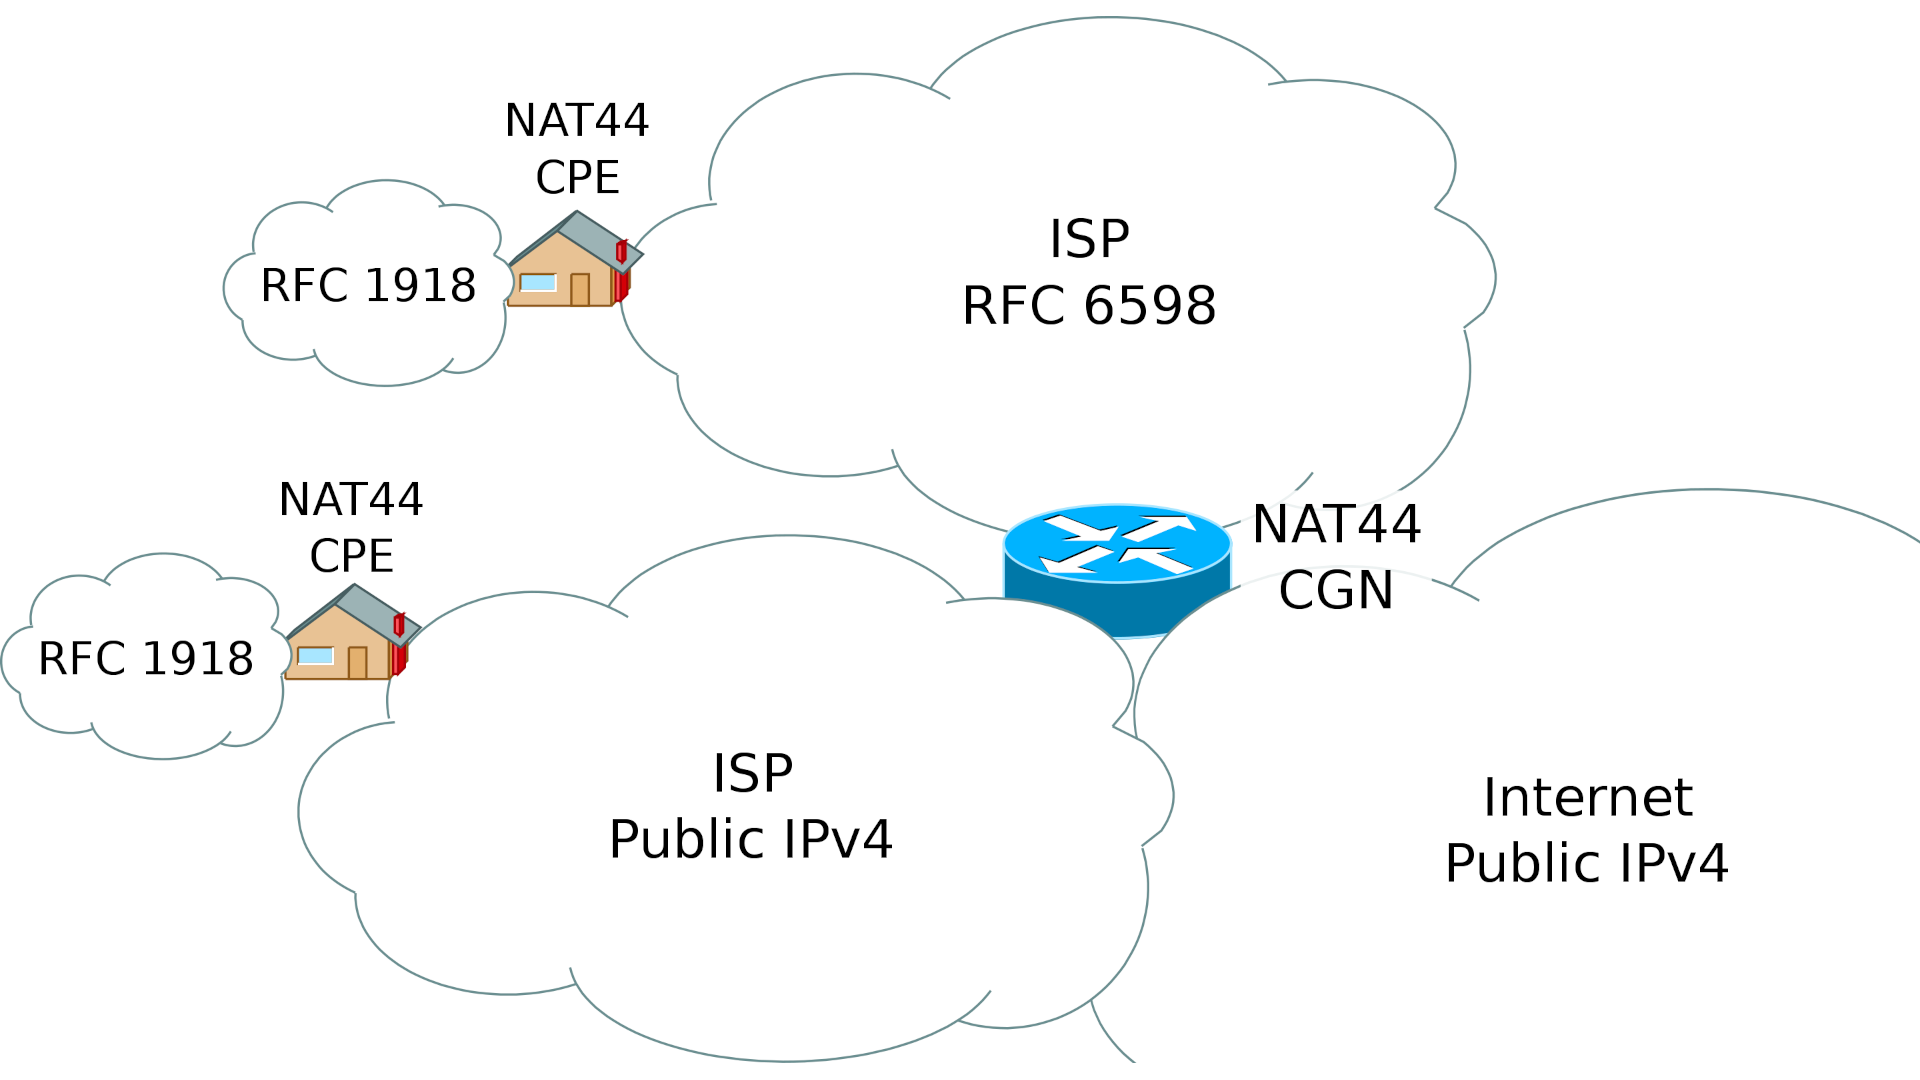 NAT44
CPE
RFC 1918
ISP
RFC 6598
NAT44
CPE
RFC 1918
NAT44
CGN
ISP
Public IPv4
Internet
Public IPv4